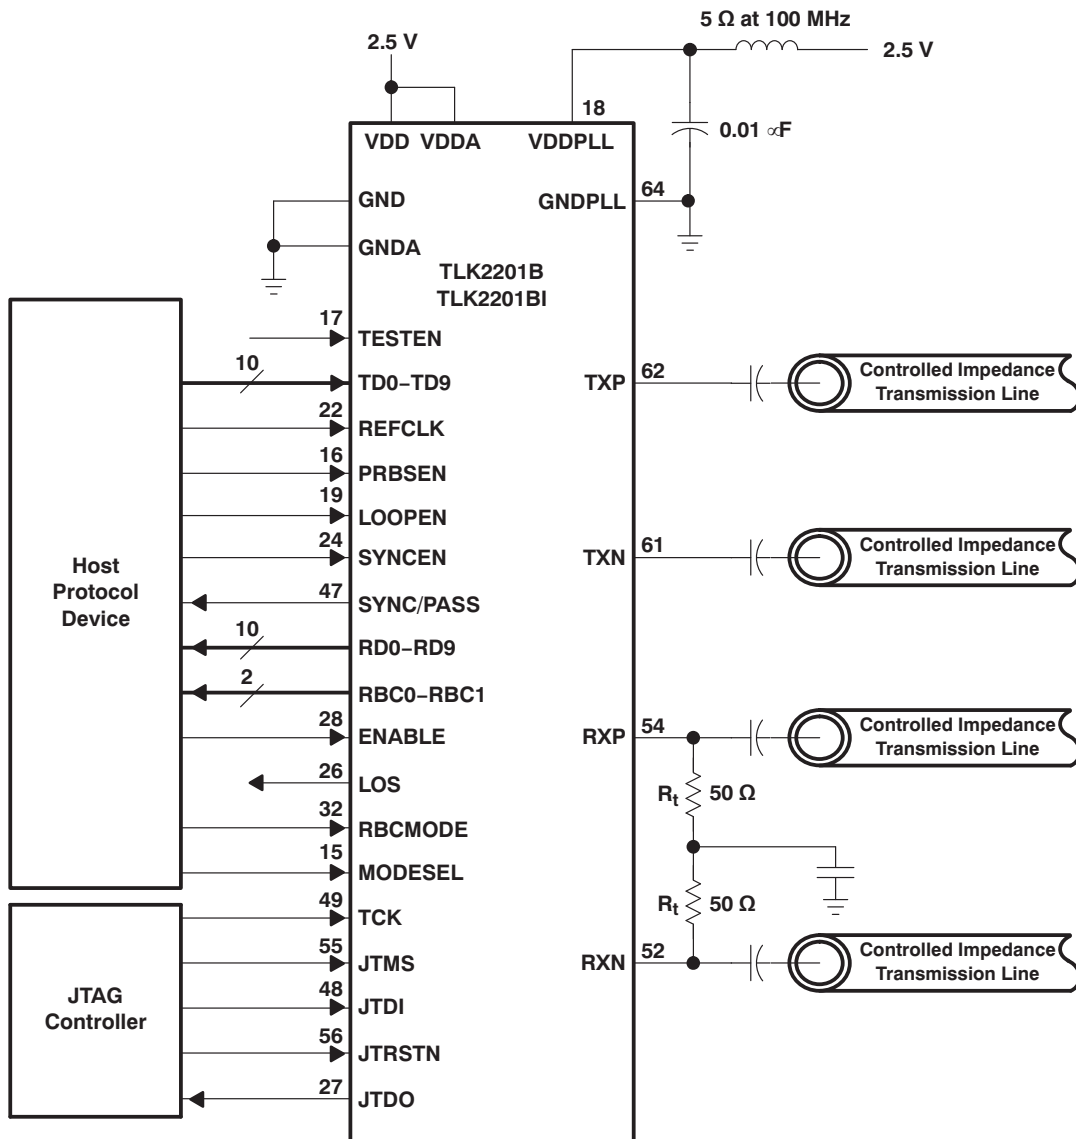 5 Ω at 100 MHz
2.5 V
2.5 V
18
0.01 ∝F
VDD
VDDA
VDDPLL
GND
GNDPLL
64
GNDA
TLK2201B
TLK2201BI
17
TESTEN
10
TD0−TD9
22
REFCLK
16
PRBSEN
19
LOOPEN
24
SYNCEN
47
SYNC/PASS
10
RD0−RD9
2
RBC0−RBC1
28
ENABLE
26
LOS
32
RBCMODE
15
MODESEL
Host
Protocol
Device
49
TCK
55
JTMS
48
JTDI
56
JTRSTN
27
JTDO
JTAG
Controller
TXP
62
Controlled Impedance
Transmission Line
TXN
61
Controlled Impedance
Transmission Line
RXP
54
Controlled Impedance
Transmission Line
Rt
50 Ω
Rt
50 Ω
RXN
52
Controlled Impedance
Transmission Line